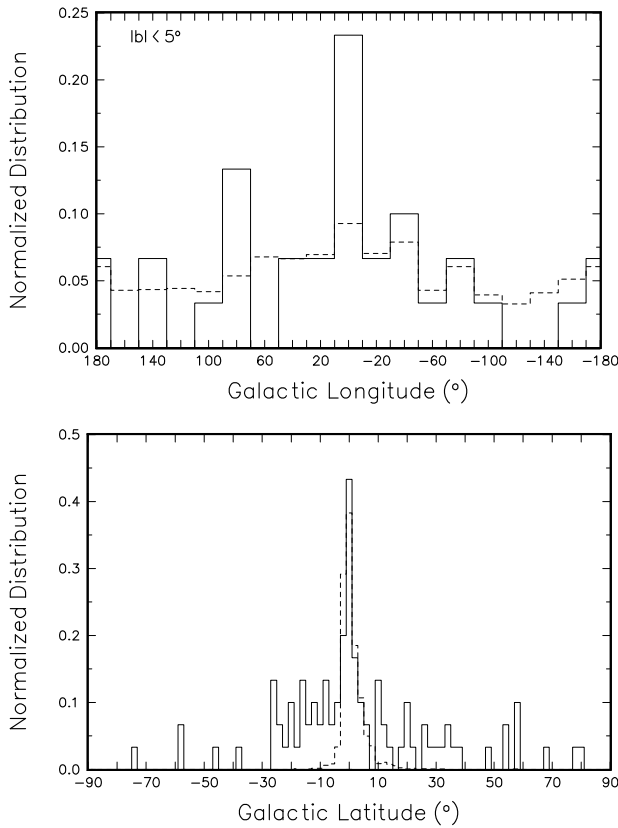 |b| < 5°
Normalized Distribution
0.25
0.20
0.15
0.10
0.05
0.00
180 140 100 60 20 −20 −60 −100 −140 −180
Galactic Longitude (°)
Normalized Distribution
0.5
0.4
0.3
0.2
0.1
0.0
−90 −70 −50 −30 −10 10 30 50 70 90
Galactic Latitude (°)